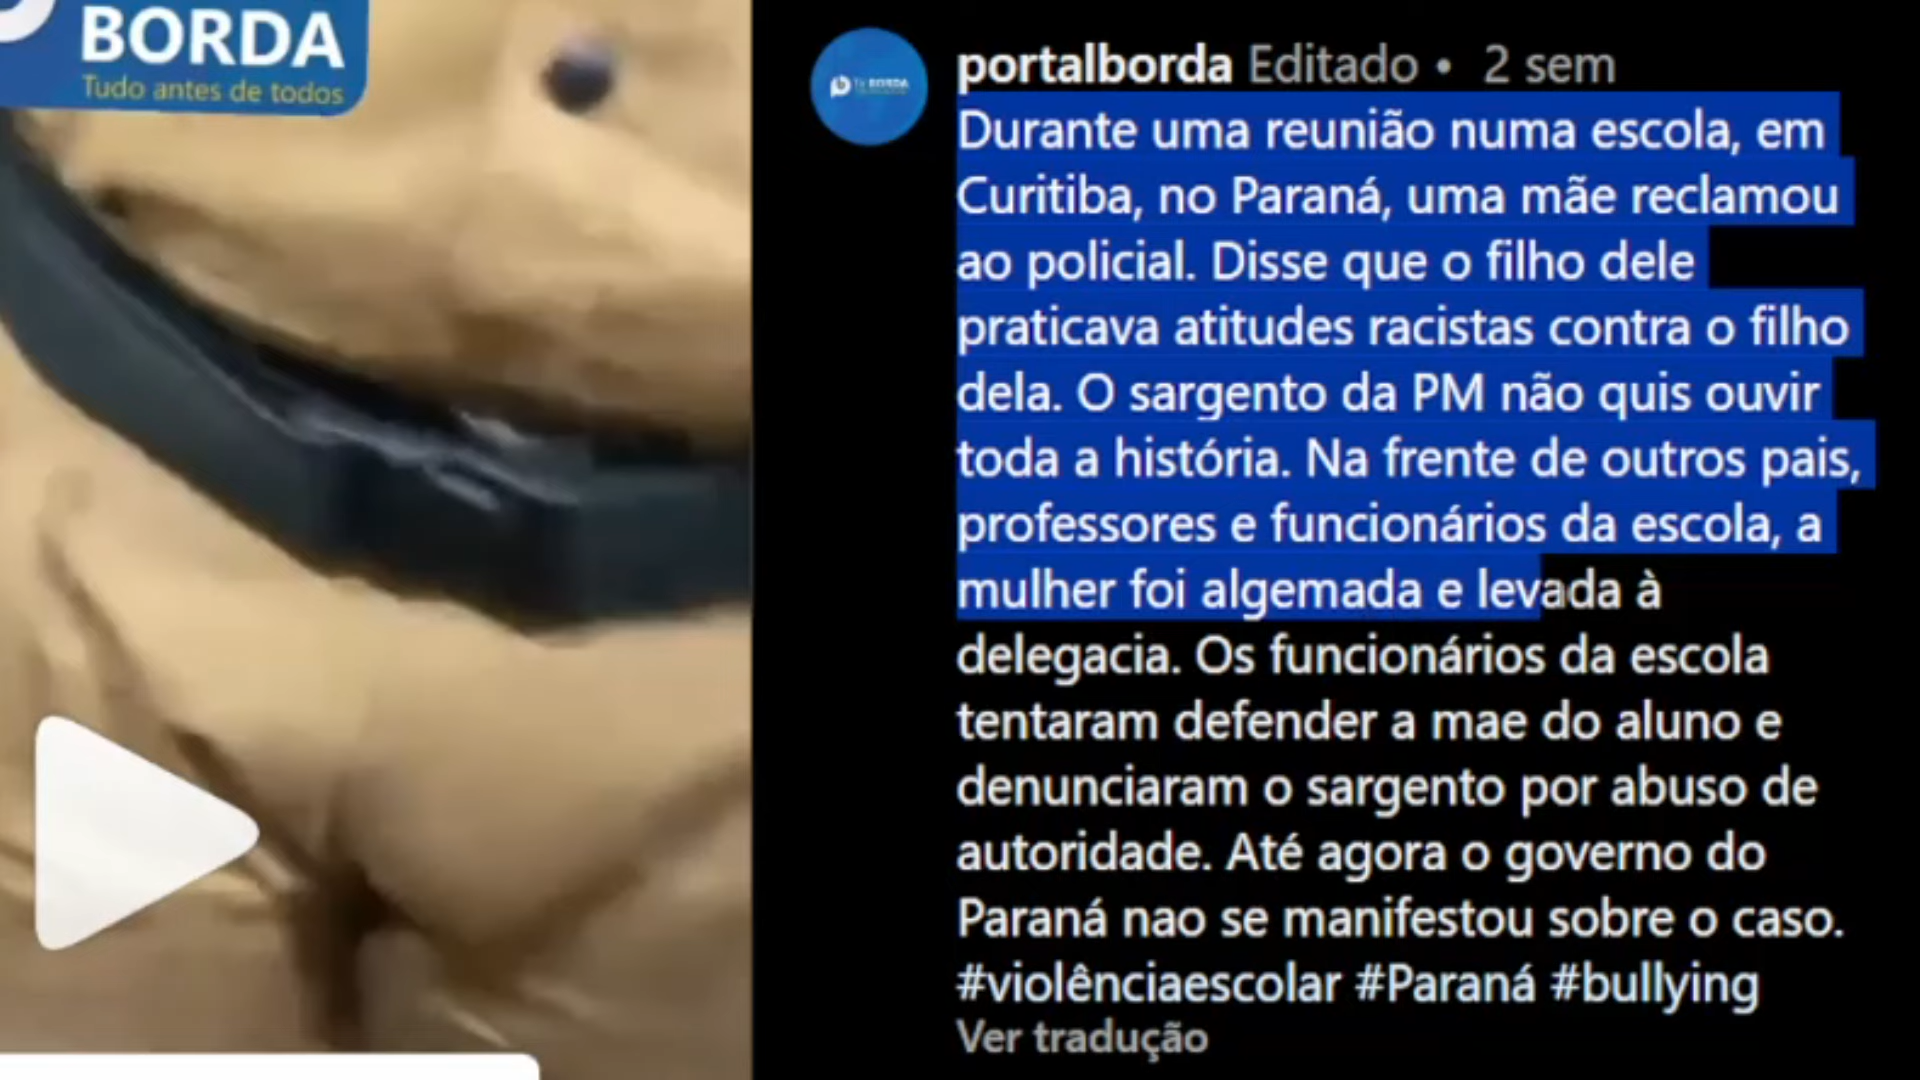 BORDA
Tudo antes de todos
portalborda Editado • 2 sem
Durante uma reunião numa escola, em
Curitiba, no Paraná, uma mãe reclamou
ao policial. Disse que o filho dele
praticava atitudes racistas contra o filho
dela. O sargento da PM não quis ouvir
toda a história. Na frente de outros pais,
professores e funcionários da escola, a
mulher foi algemada e levada à
delegacia. Os funcionários da escola
tentaram defender a mae do aluno e
denunciaram o sargento por abuso de
autoridade. Até agora o governo do
Paraná nao se manifestou sobre o caso.
#violênciaescolar #Paraná #bullying
Ver tradução